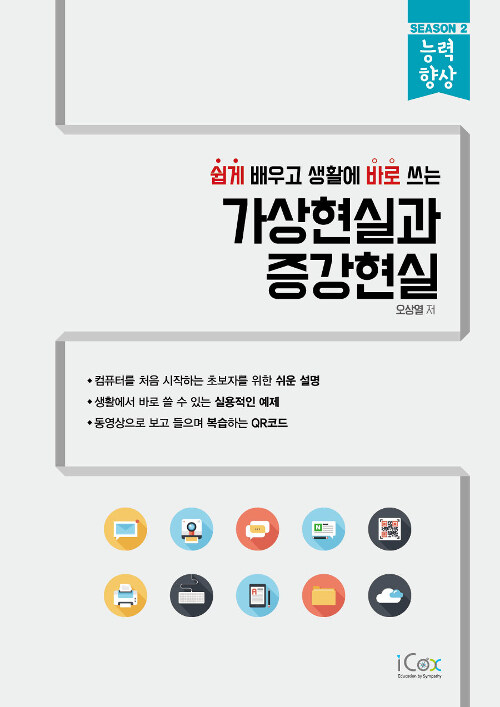 SEASON 2
능력
향상
쉽게 배우고 생활에 바로 쓰는
가상현실과
증강현실
오상열 저
◆ 컴퓨터를 처음 시작하는 초보자를 위한 쉬운 설명
◆ 생활에서 바로 쓸 수 있는 실용적인 예제
◆ 동영상으로 보고 들으며 복습하는 QR코드
N
A
iCox
Education by Sympathy